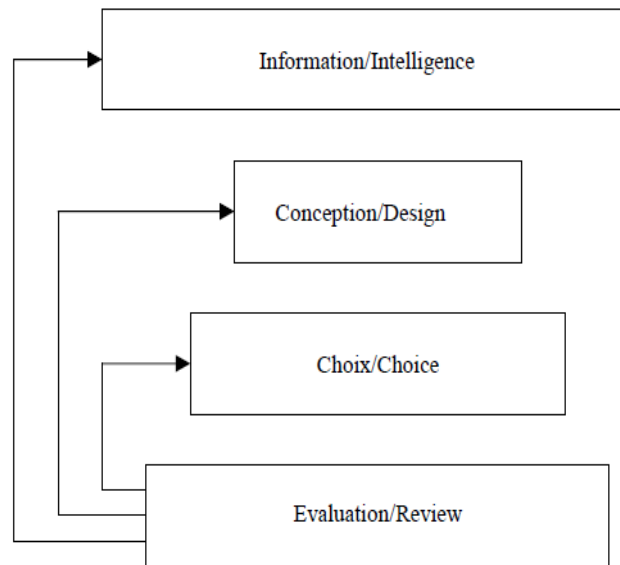 Information/Intelligence
Conception/Design
Choix/Choice
Evaluation/Review